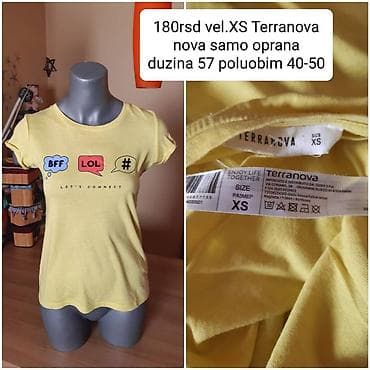 180rsd vel.XS Terranova
nova samo oprana
duzina 57 poluobim 40-50
BFF
LOL
#
LET'S CONNECT
TERRANOVA
SIZE
XS
ENJOY LIFE
TOGETHER
Terranova
SIZE
РАЗМЕР
XS